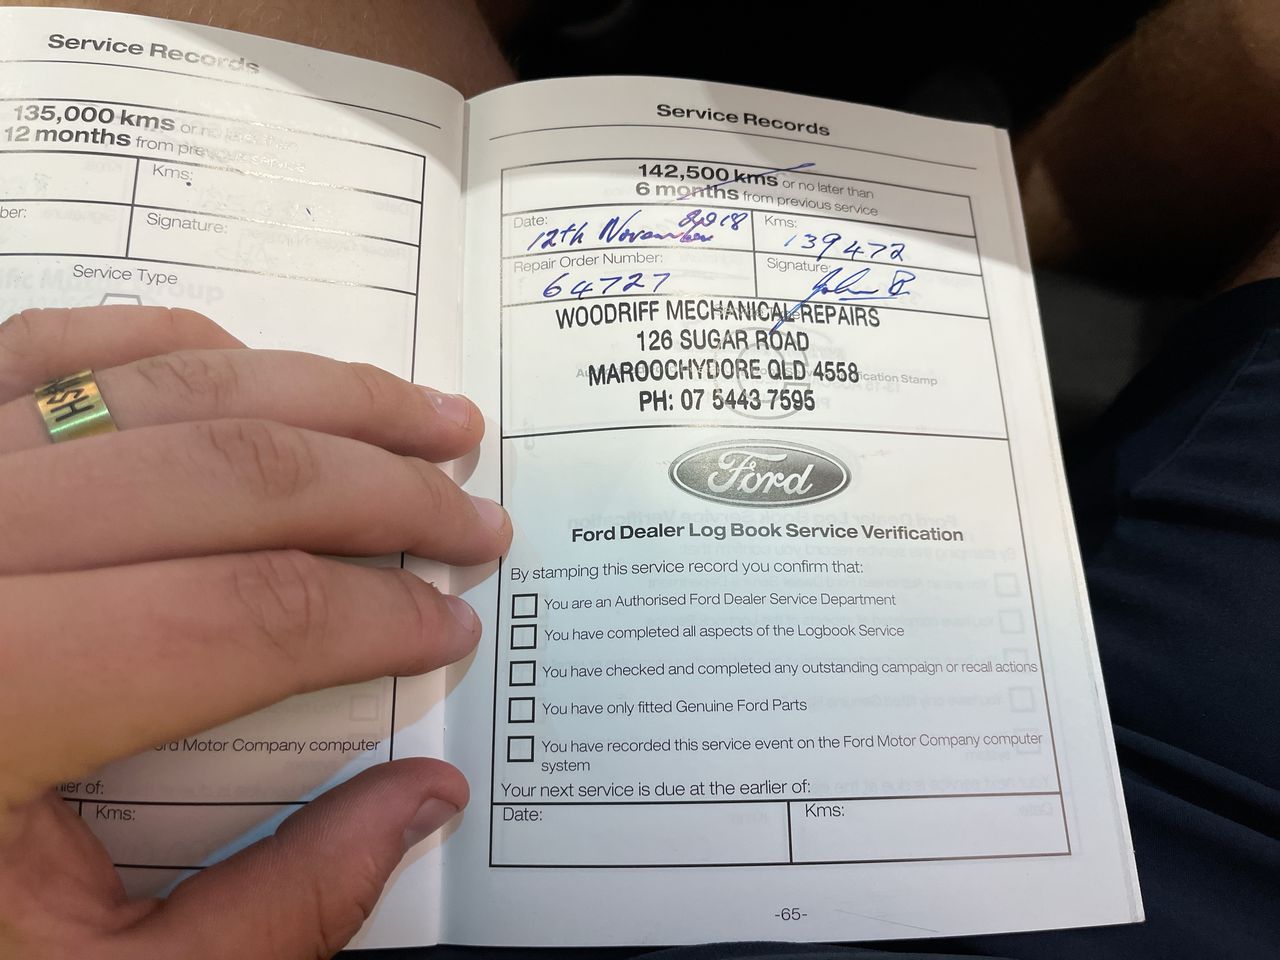 Service Records
135,000 kms or no later than
12 months from previous service
Kms:
ber:
Signature:
Service Type
ord Motor Company computer
lier of:
Kms:
Service Records
142,500 kms or no later than
6 months from previous service
Date:
12th November 2018
Kms:
139472
Repair Order Number:
64727
Signature:
WOODRIFF MECHANICAL REPAIRS
126 SUGAR ROAD
MAROOCHYDORE QLD 4558
PH: 07 5443 7595
Ford
Ford Dealer Log Book Service Verification
By stamping this service record you confirm that:
You are an Authorised Ford Dealer Service Department
You have completed all aspects of the Logbook Service
You have checked and completed any outstanding campaign or recall actions
You have only fitted Genuine Ford Parts
You have recorded this service event on the Ford Motor Company computer
system
Your next service is due at the earlier of:
Date:
Kms:
-65-